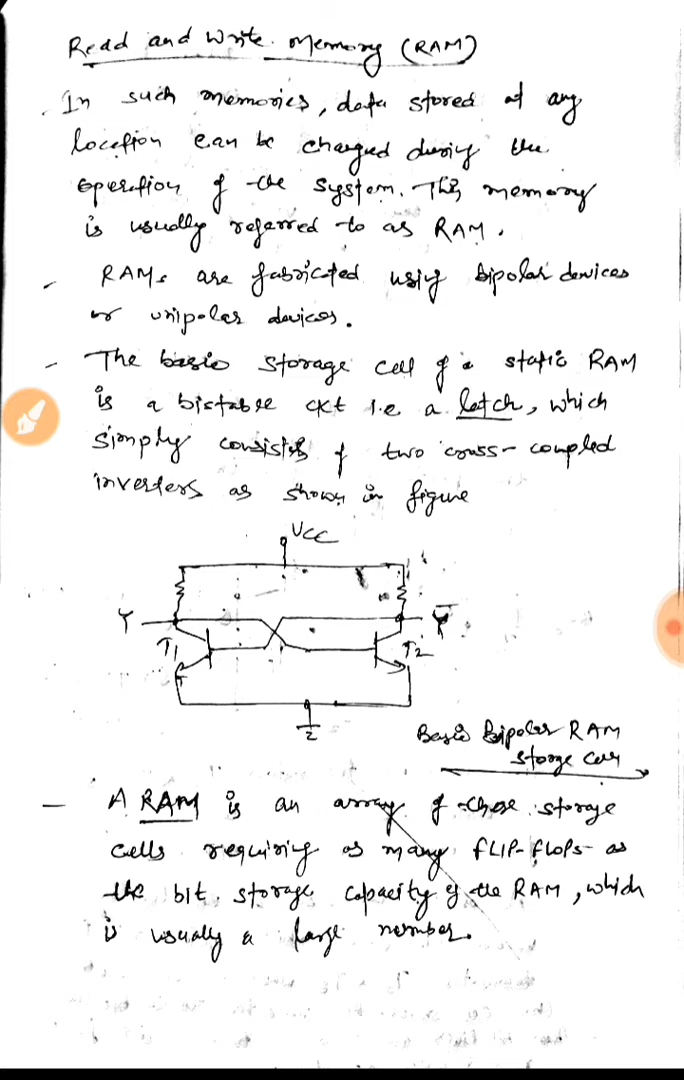 Read and Write Memory (RAM)
In such memories, data stored at any
location can be changed during the
operation of the system. This memory
is usually referred to as RAM.
- RAMs are fabricated using bipolar devices
or unipolar devices.
- The basic storage cell of a static RAM
is a bistable ckt i.e a latch, which
simply consists of two cross-coupled
inverters as shown in figure
VCC
Y
Y̅
T1
T2
Basic Bipolar RAM
storage cell
- A RAM is an array of these storage
cells requiring as many FLIP-flops as
the bit storage capacity of the RAM, which
is usually a large number.